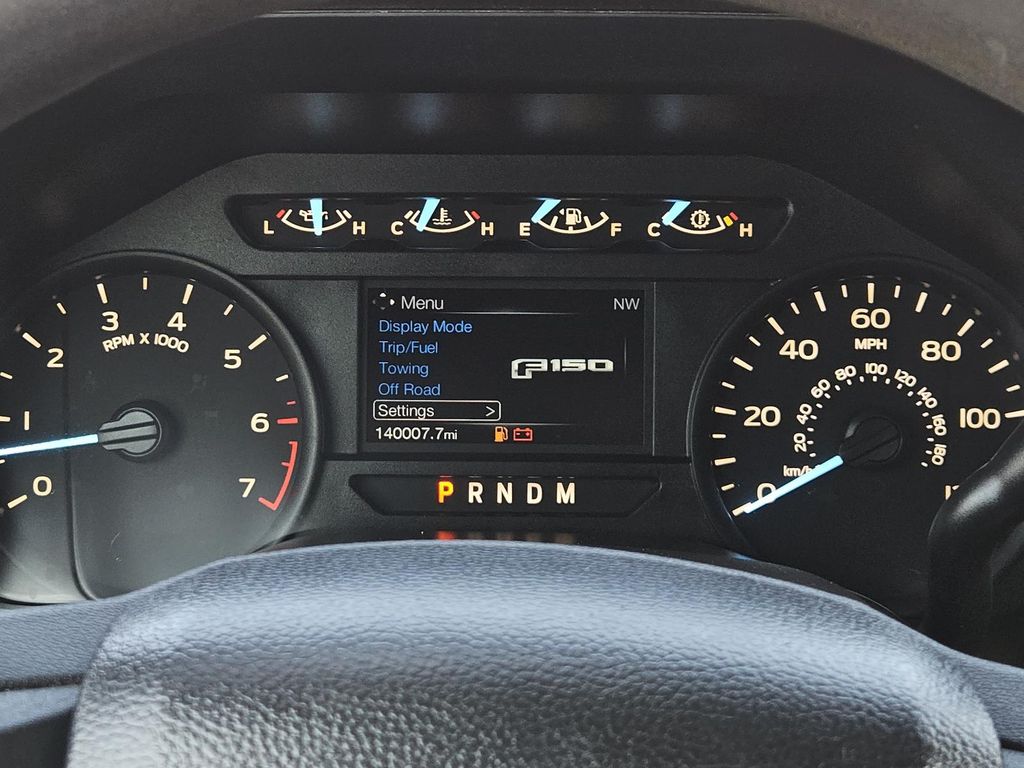 L H C H E F C H
Menu NW
Display Mode
Trip/Fuel
Towing
Off Road
Settings >
140007.7mi
F150
P R N D M
0 1 2 3 4 5 6 7
RPM X 1000
0 20 40 60 80 100
MPH
20 40 60 80 100 120 140 160 180
km/h